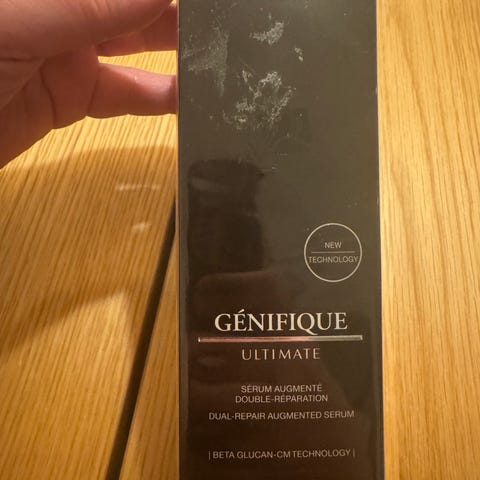 NEW
TECHNOLOGY
GÉNIFIQUE
ULTIMATE
SÉRUM AUGMENTÉ
DOUBLE-RÉPARATION
DUAL-REPAIR AUGMENTED SERUM
| BETA GLUCAN-CM TECHNOLOGY |